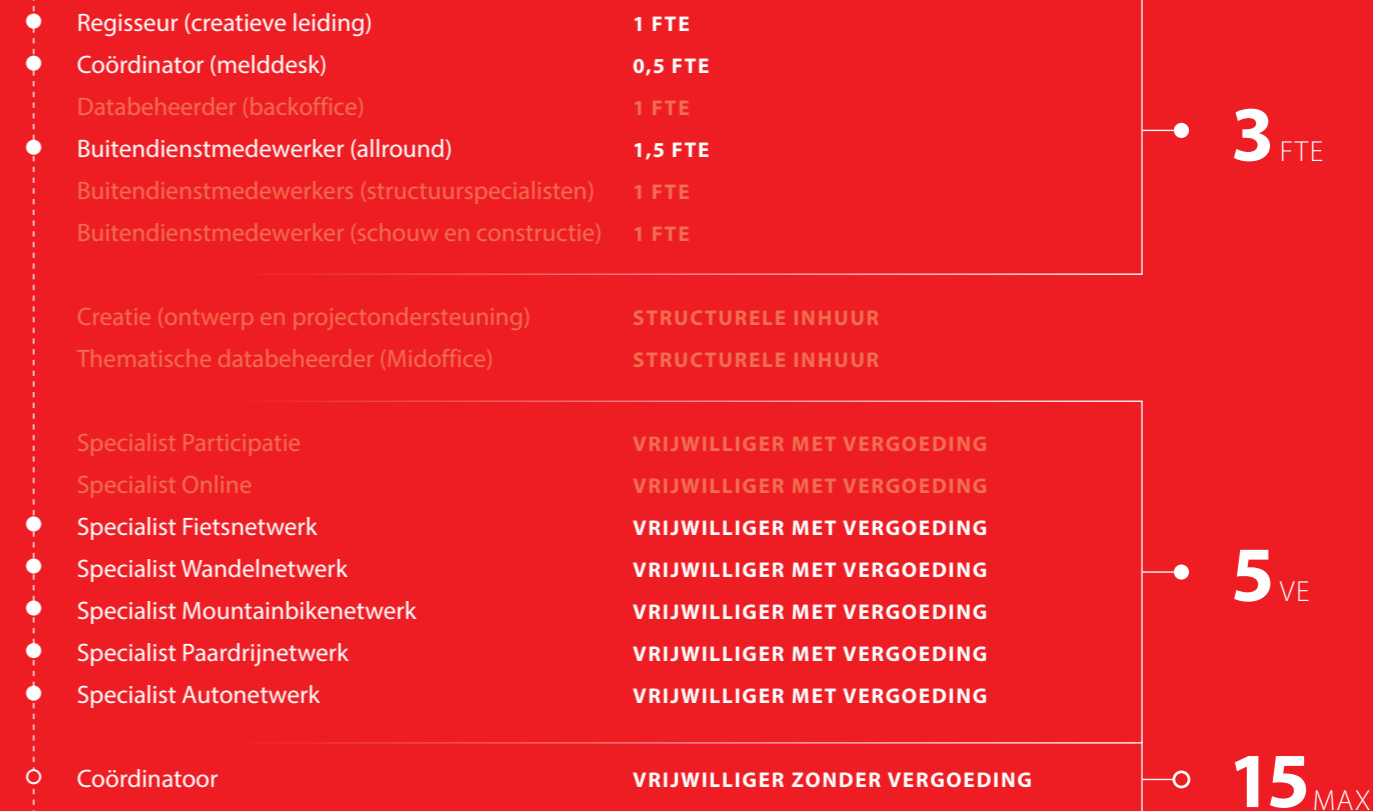 Regisseur (creatieve leiding) 1 FTE
Coördinator (melddesk) 0,5 FTE
Databeheerder (backoffice) 1 FTE
Buitendienstmedewerker (allround) 1,5 FTE
3 FTE
Buitendienstmedewerkers (structuurspecialisten) 1 FTE
Buitendienstmedewerker (schouw en constructie) 1 FTE
Creatie (ontwerp en projectondersteuning) STRUCTURELE INHUUR
Thematische databeheerder (Midoffice) STRUCTURELE INHUUR
Specialist Participatie VRIJWILLIGER MET VERGOEDING
Specialist Online VRIJWILLIGER MET VERGOEDING
Specialist Fietsnetwerk VRIJWILLIGER MET VERGOEDING
Specialist Wandelnetwerk VRIJWILLIGER MET VERGOEDING
5 VE
Specialist Mountainbikenetwerk VRIJWILLIGER MET VERGOEDING
Specialist Paardrijnetwerk VRIJWILLIGER MET VERGOEDING
Specialist Autonetwerk VRIJWILLIGER MET VERGOEDING
Coördinatoor VRIJWILLIGER ZONDER VERGOEDING
15 MAX